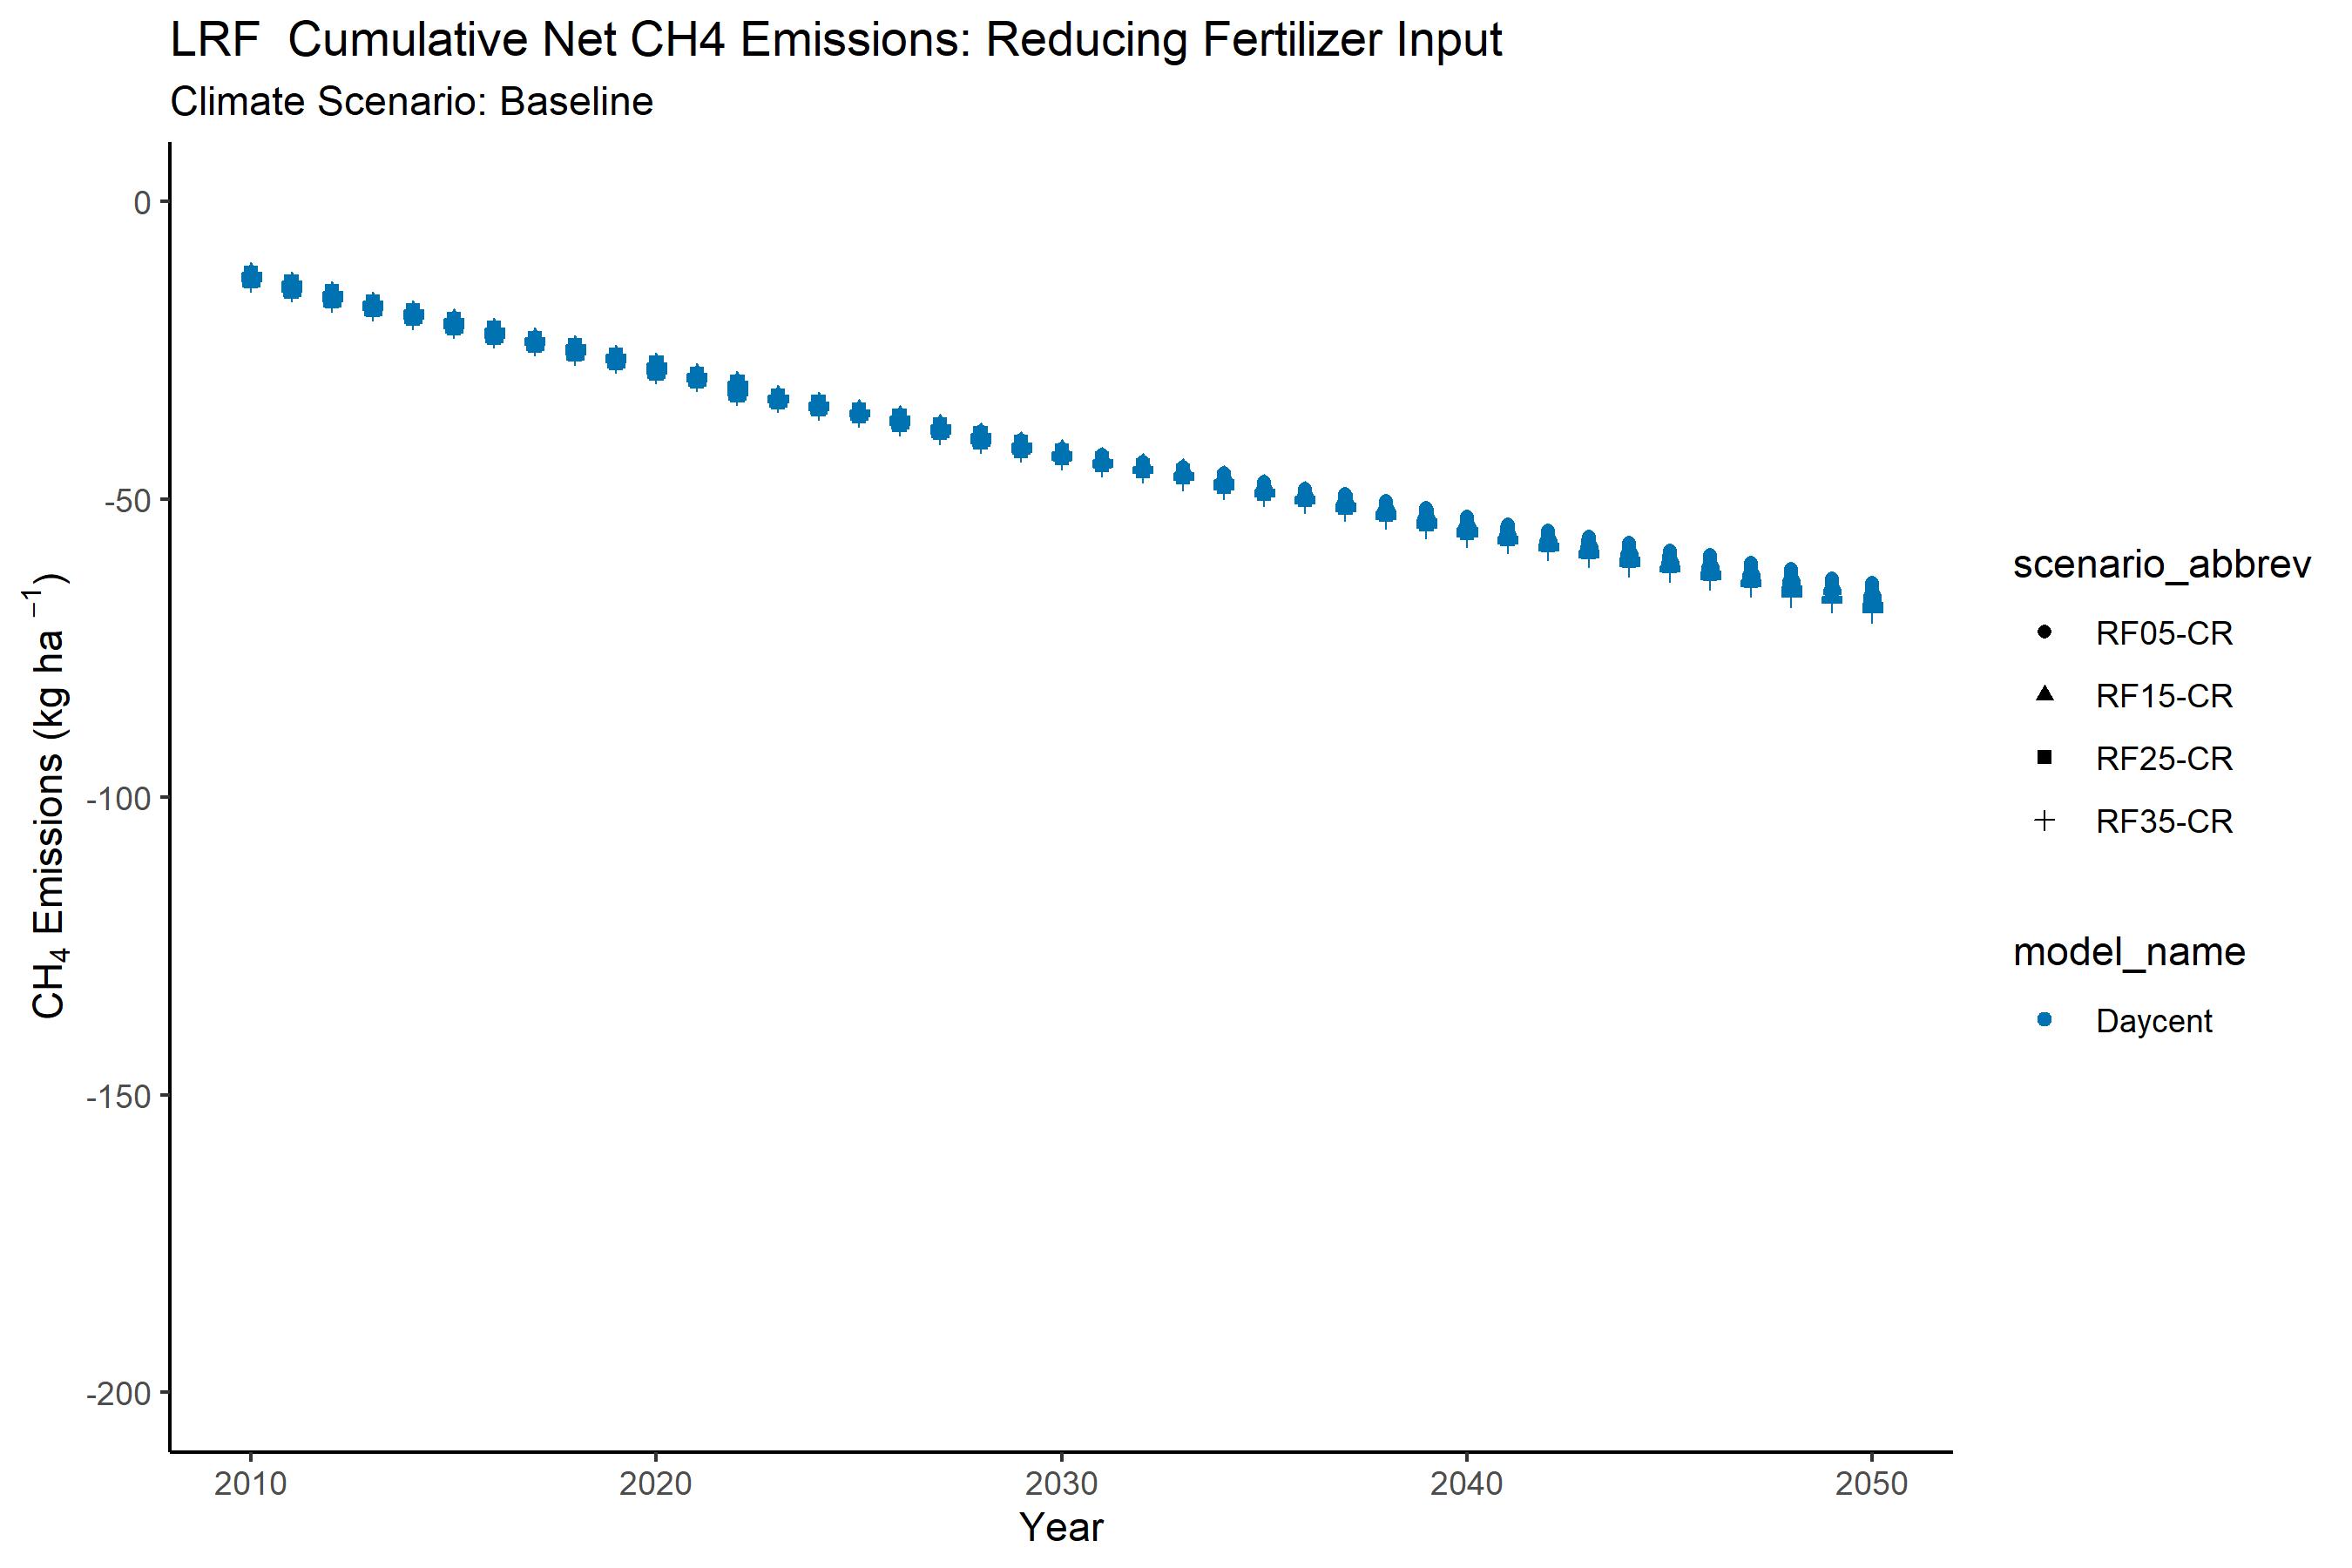 LRF  Cumulative Net CH4 Emissions: Reducing Fertilizer Input
Climate Scenario: Baseline
CH₄ Emissions (kg ha ⁻¹)
0
-50
-100
-150
-200
2010
2020
2030
2040
2050
Year
scenario_abbrev
RF05-CR
RF15-CR
RF25-CR
RF35-CR
model_name
Daycent